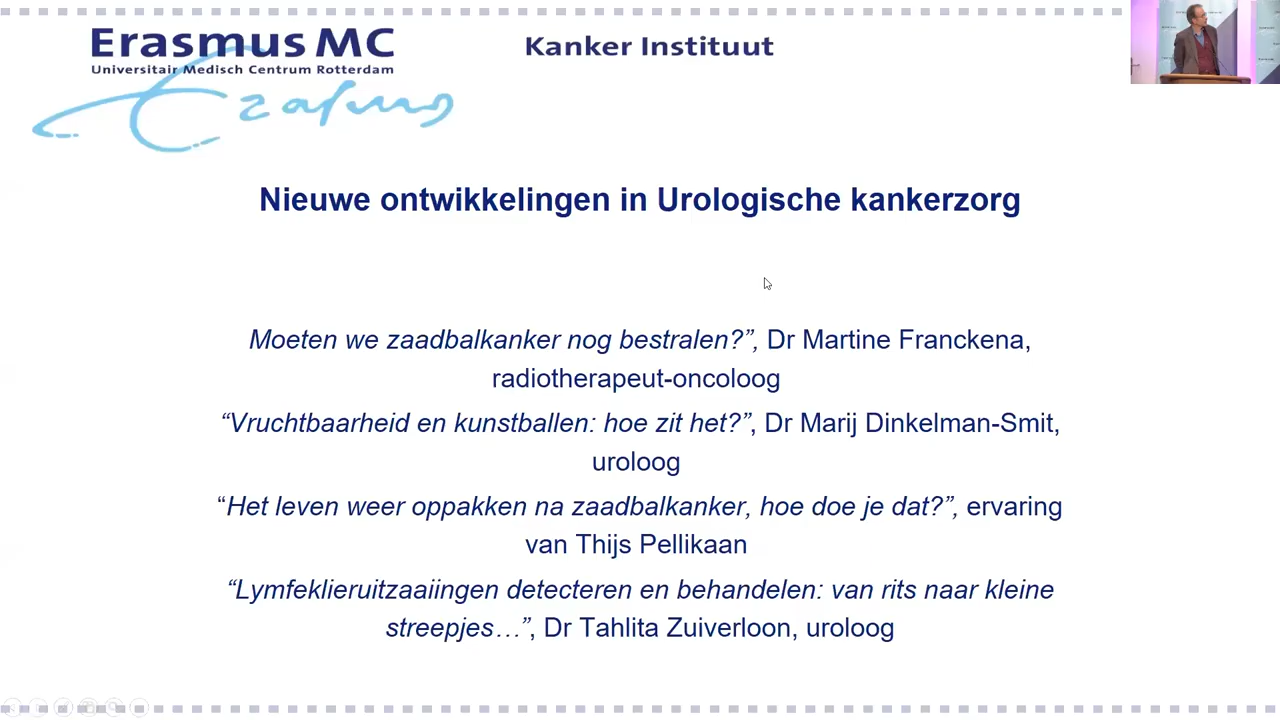 Erasmus MC
Universitair Medisch Centrum Rotterdam
Erasmus
Kanker Instituut
Nieuwe ontwikkelingen in Urologische kankerzorg
Moeten we zaadbalkanker nog bestralen?”, Dr Martine Franckena,
radiotherapeut-oncoloog
“Vruchtbaarheid en kunstballen: hoe zit het?”, Dr Marij Dinkelman-Smit,
uroloog
“Het leven weer oppakken na zaadbalkanker, hoe doe je dat?”, ervaring
van Thijs Pellikaan
“Lymfeklieruitzaaiingen detecteren en behandelen: van rits naar kleine
streepjes…”, Dr Tahlita Zuiverloon, uroloog